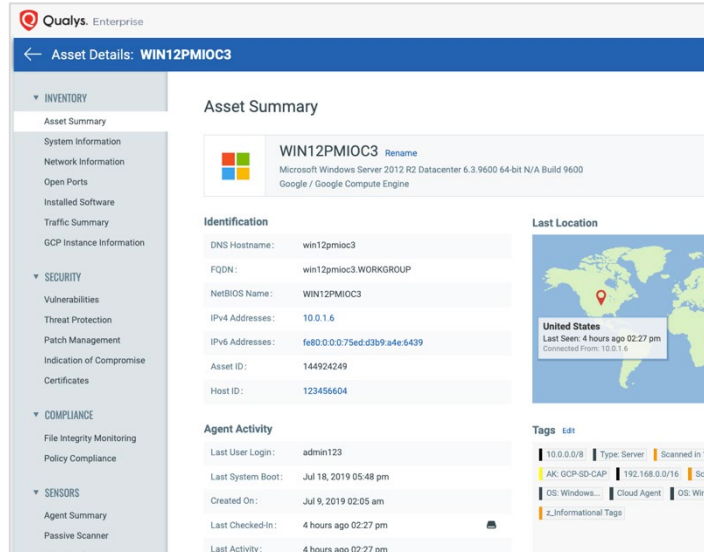 Qualys. Enterprise
Asset Details: WIN12PMIOC3
INVENTORY
Asset Summary
System Information
Network Information
Open Ports
Installed Software
Traffic Summary
GCP Instance Information
SECURITY
Vulnerabilities
Threat Protection
Patch Management
Indication of Compromise
Certificates
COMPLIANCE
File Integrity Monitoring
Policy Compliance
SENSORS
Agent Summary
Passive Scanner
Asset Summary
WIN12PMIOC3 Rename
Microsoft Windows Server 2012 R2 Datacenter 6.3.9600 64-bit N/A Build 9600
Google / Google Compute Engine
Identification
DNS Hostname: win12pmioc3
FQDN: win12pmioc3.WORKGROUP
NetBIOS Name: WIN12PMIOC3
IPv4 Addresses: 10.0.1.6
IPv6 Addresses: fe80:0:0:0:75ed:d3b9:a4e:6439
Asset ID: 144924249
Host ID: 123456604
Agent Activity
Last User Login: admin123
Last System Boot: Jul 18, 2019 05:48 pm
Created On: Jul 9, 2019 02:05 am
Last Checked-In: 4 hours ago 02:27 pm
Last Activity: 4 hours ago 02:27 pm
Last Location
United States
Last Seen: 4 hours ago 02:27 pm
Connected From: 10.0.1.6
Tags Edit
10.0.0.0/8 Type: Server Scanned in
AK: GCP-SD-CAP 192.168.0.0/16 Sc
OS: Windows... Cloud Agent OS: Wi
z_Informational Tags